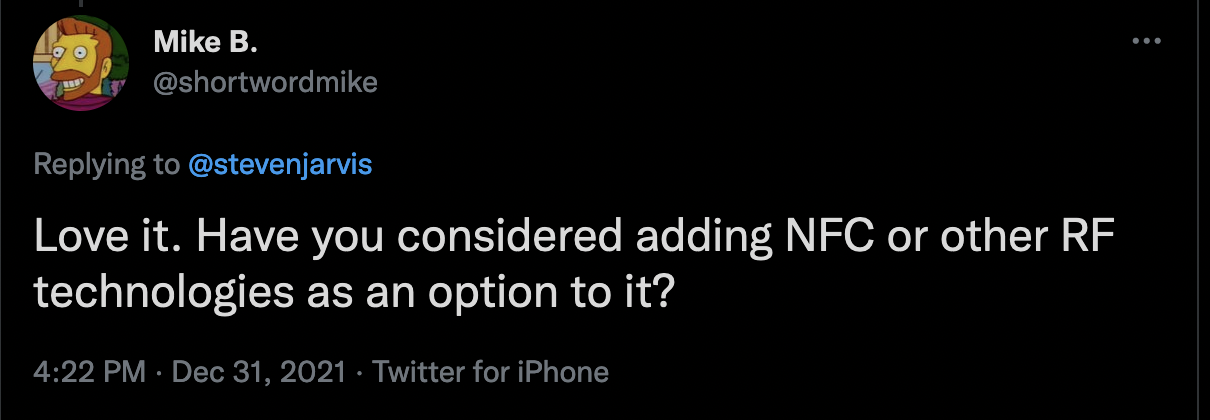 Mike B.
@shortwordmike
Replying to @stevenjarvis
Love it. Have you considered adding NFC or other RF
technologies as an option to it?
4:22 PM · Dec 31, 2021 · Twitter for iPhone